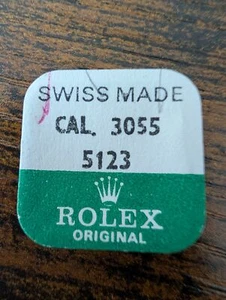 SWISS MADE
CAL. 3055
5123
ROLEX
ORIGINAL